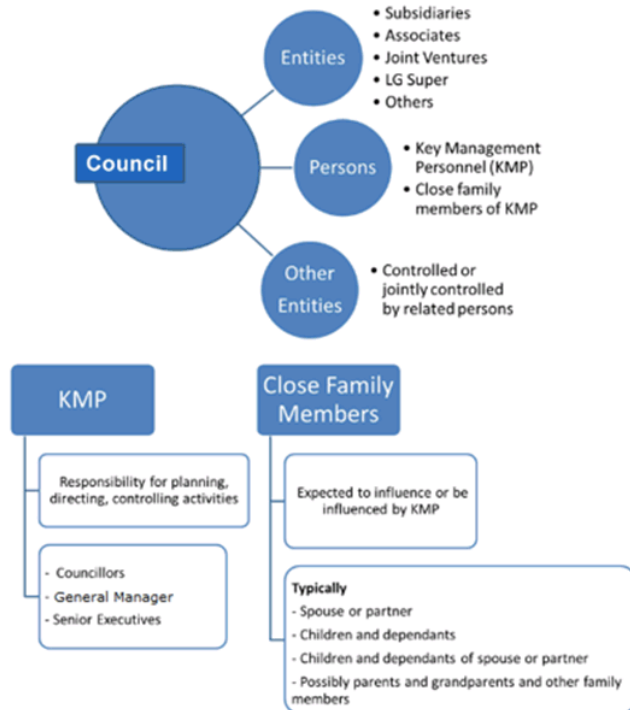 Council
Entities
• Subsidiaries
• Associates
• Joint Ventures
• LG Super
• Others
Persons
• Key Management
Personnel (KMP)
• Close family
members of KMP
Other
Entities
• Controlled or
jointly controlled
by related persons
KMP
Responsibility for planning,
directing, controlling activities
- Councillors
- General Manager
- Senior Executives
Close Family
Members
Expected to influence or be
influenced by KMP
Typically
- Spouse or partner
- Children and dependants
- Children and dependants of spouse or partner
- Possibly parents and grandparents and other family
members